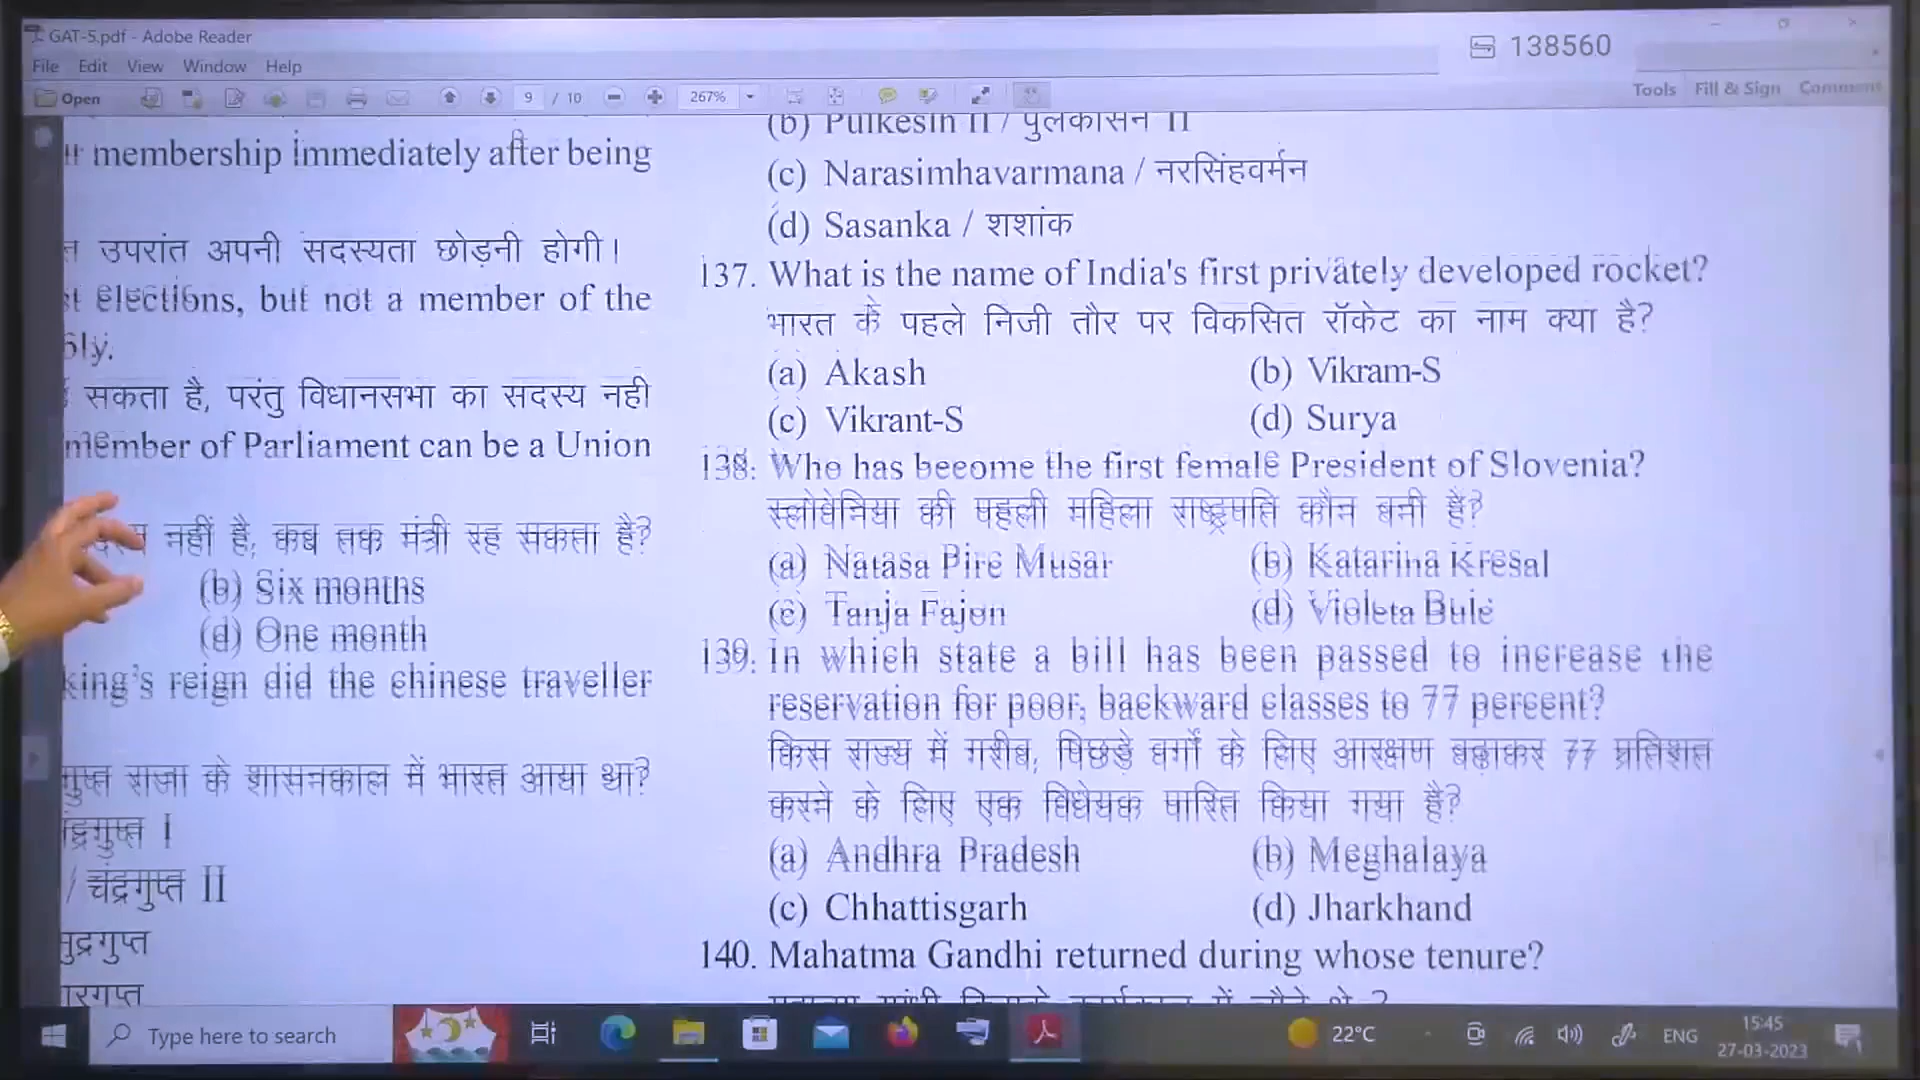 GAT-5.pdf - Adobe Reader
138560
File Edit View Window Help
Open 9 / 10 267% Tools Fill & Sign Comment
membership immediately after being
उपरांत अपनी सदस्यता छोड़नी होगी।
elections, but not a member of the
सकता है, परंतु विधानसभा का सदस्य नही
member of Parliament can be a Union
नहीं है, कब तक मंत्री रह सकता है?
(b) Six months
(d) One month
king's reign did the chinese traveller
गुप्त राजा के शासनकाल में भारत आया था?
I
/ चंद्रगुप्त II
(b) Pulkesin II / पुलकासन II
(c) Narasimhavarmana / नरसिंहवर्मन
(d) Sasanka / शशांक
137. What is the name of India's first privately developed rocket?
भारत के पहले निजी तौर पर विकसित रॉकेट का नाम क्या है?
(a) Akash (b) Vikram-S
(c) Vikrant-S (d) Surya
138. Who has become the first female President of Slovenia?
स्लोवेनिया की पहली महिला राष्ट्रपति कौन बनी है?
(a) Natasa Pirc Musar (b) Katarina Kresal
(c) Tanja Fajon (d) Violeta Bulc
139. In which state a bill has been passed to increase the
reservation for poor, backward classes to 77 percent?
किस राज्य में गरीब, पिछड़े वर्गों के लिए आरक्षण बढ़ाकर 77 प्रतिशत
करने के लिए एक विधेयक पारित किया गया है?
(a) Andhra Pradesh (b) Meghalaya
(c) Chhattisgarh (d) Jharkhand
140. Mahatma Gandhi returned during whose tenure?
Type here to search 22°C ENG 15:45
27-03-2023